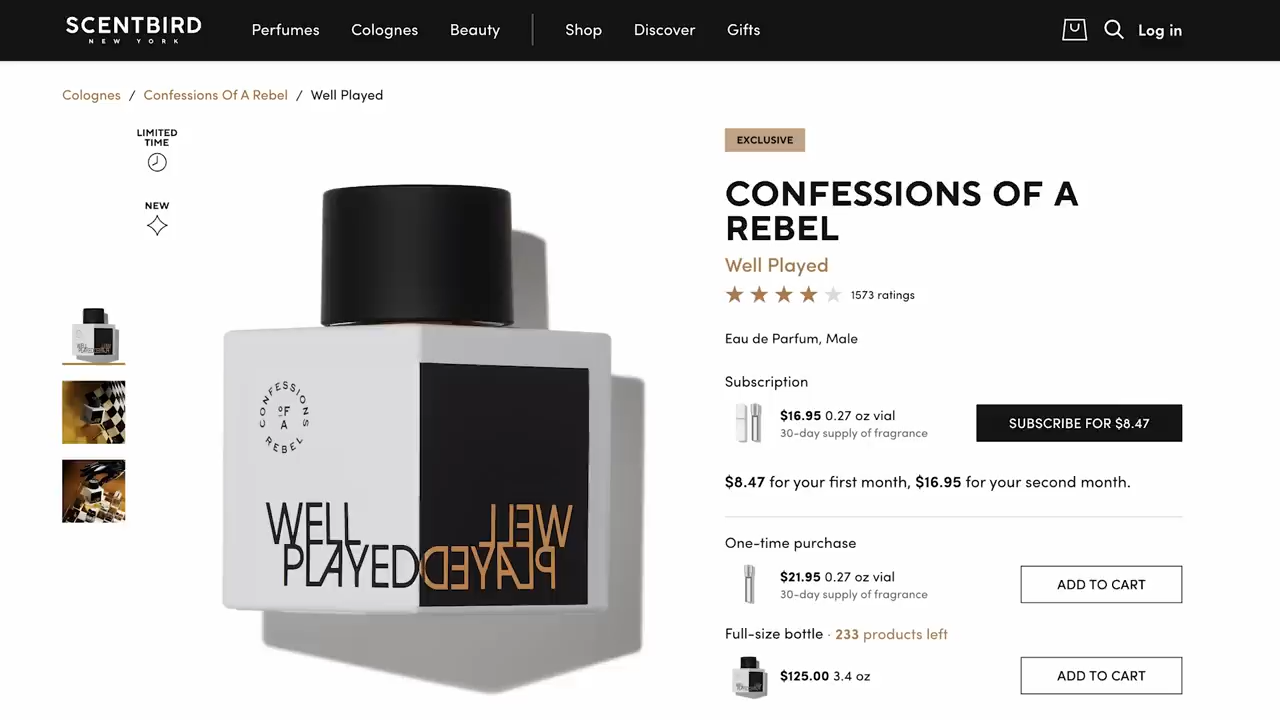 SCENTBIRD
NEW YORK
Perfumes
Colognes
Beauty
Shop
Discover
Gifts
Log in
Colognes / Confessions Of A Rebel / Well Played
LIMITED
TIME
NEW
CONFESSIONS
OF
A
REBEL
WELL
PLAYED
WELL
PLAYED
EXCLUSIVE
CONFESSIONS OF A
REBEL
Well Played
1573 ratings
Eau de Parfum, Male
Subscription
$16.95 0.27 oz vial
30-day supply of fragrance
SUBSCRIBE FOR $8.47
$8.47 for your first month, $16.95 for your second month.
One-time purchase
$21.95 0.27 oz vial
30-day supply of fragrance
ADD TO CART
Full-size bottle · 233 products left
$125.00 3.4 oz
ADD TO CART